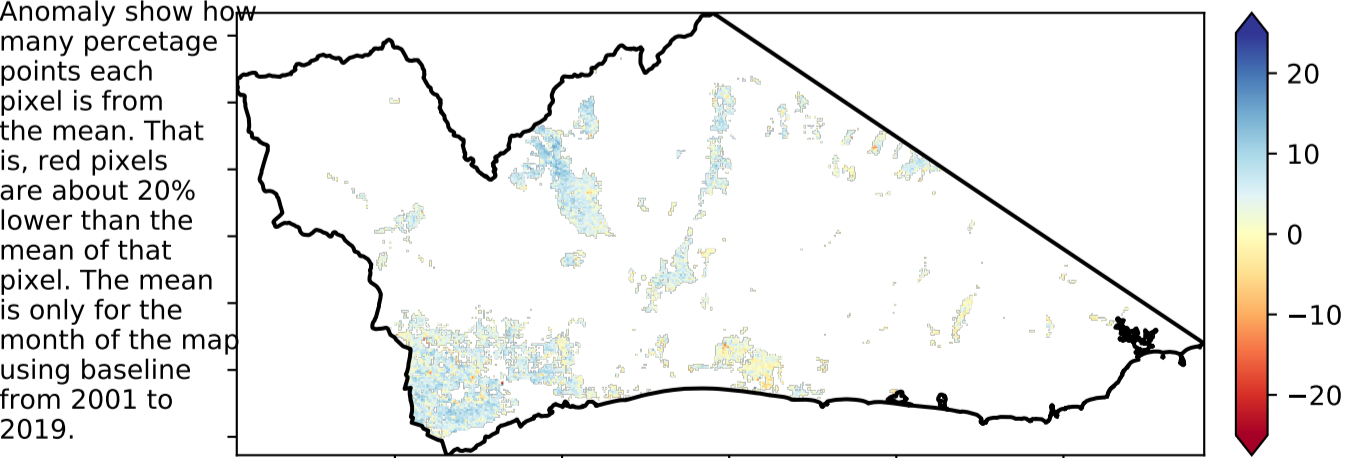 Anomaly show how
many percetage
points each
pixel is from
the mean. That
is, red pixels
are about 20%
lower than the
mean of that
pixel. The mean
is only for the
month of the map
using baseline
from 2001 to
2019.
20
10
0
−10
−20